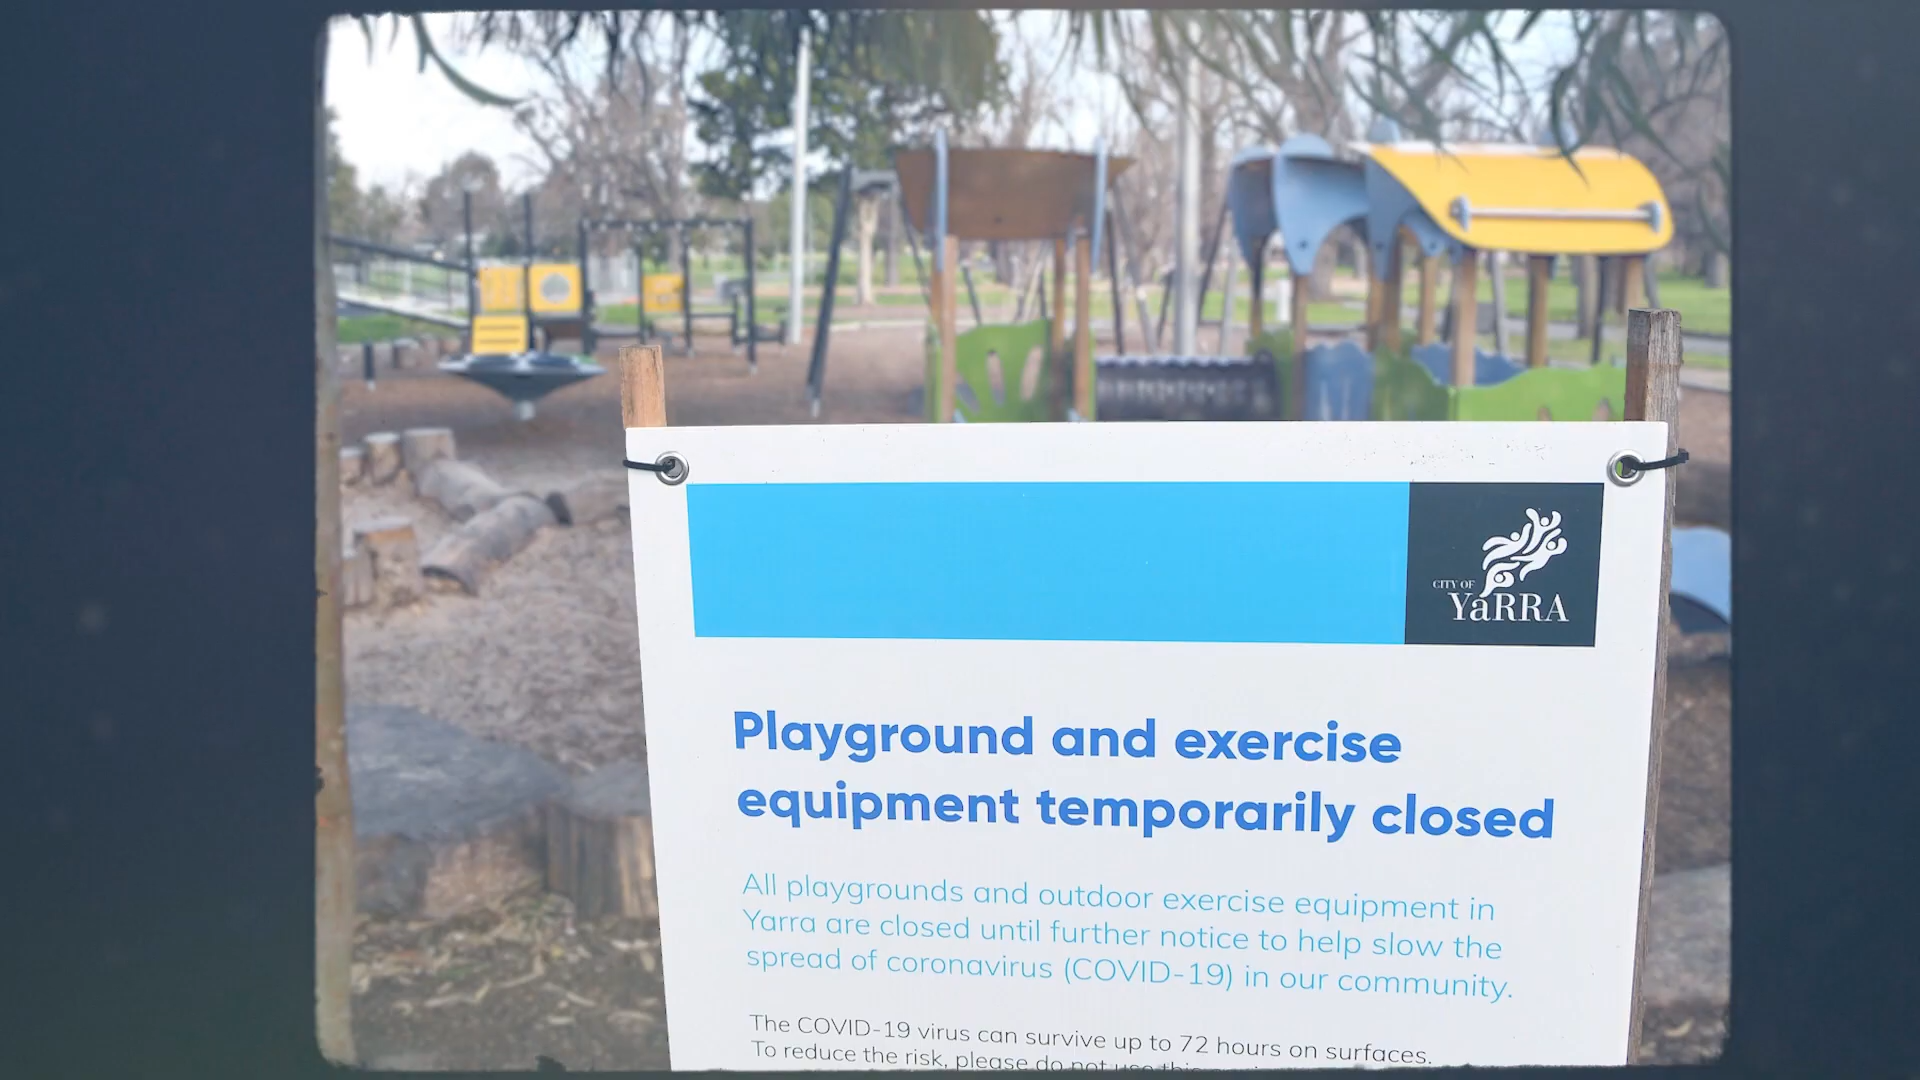 CITY OF
YaRRA
Playground and exercise
equipment temporarily closed
All playgrounds and outdoor exercise equipment in
Yarra are closed until further notice to help slow the
spread of coronavirus (COVID-19) in our community.
The COVID-19 virus can survive up to 72 hours on surfaces.
To reduce the risk, please do not use this